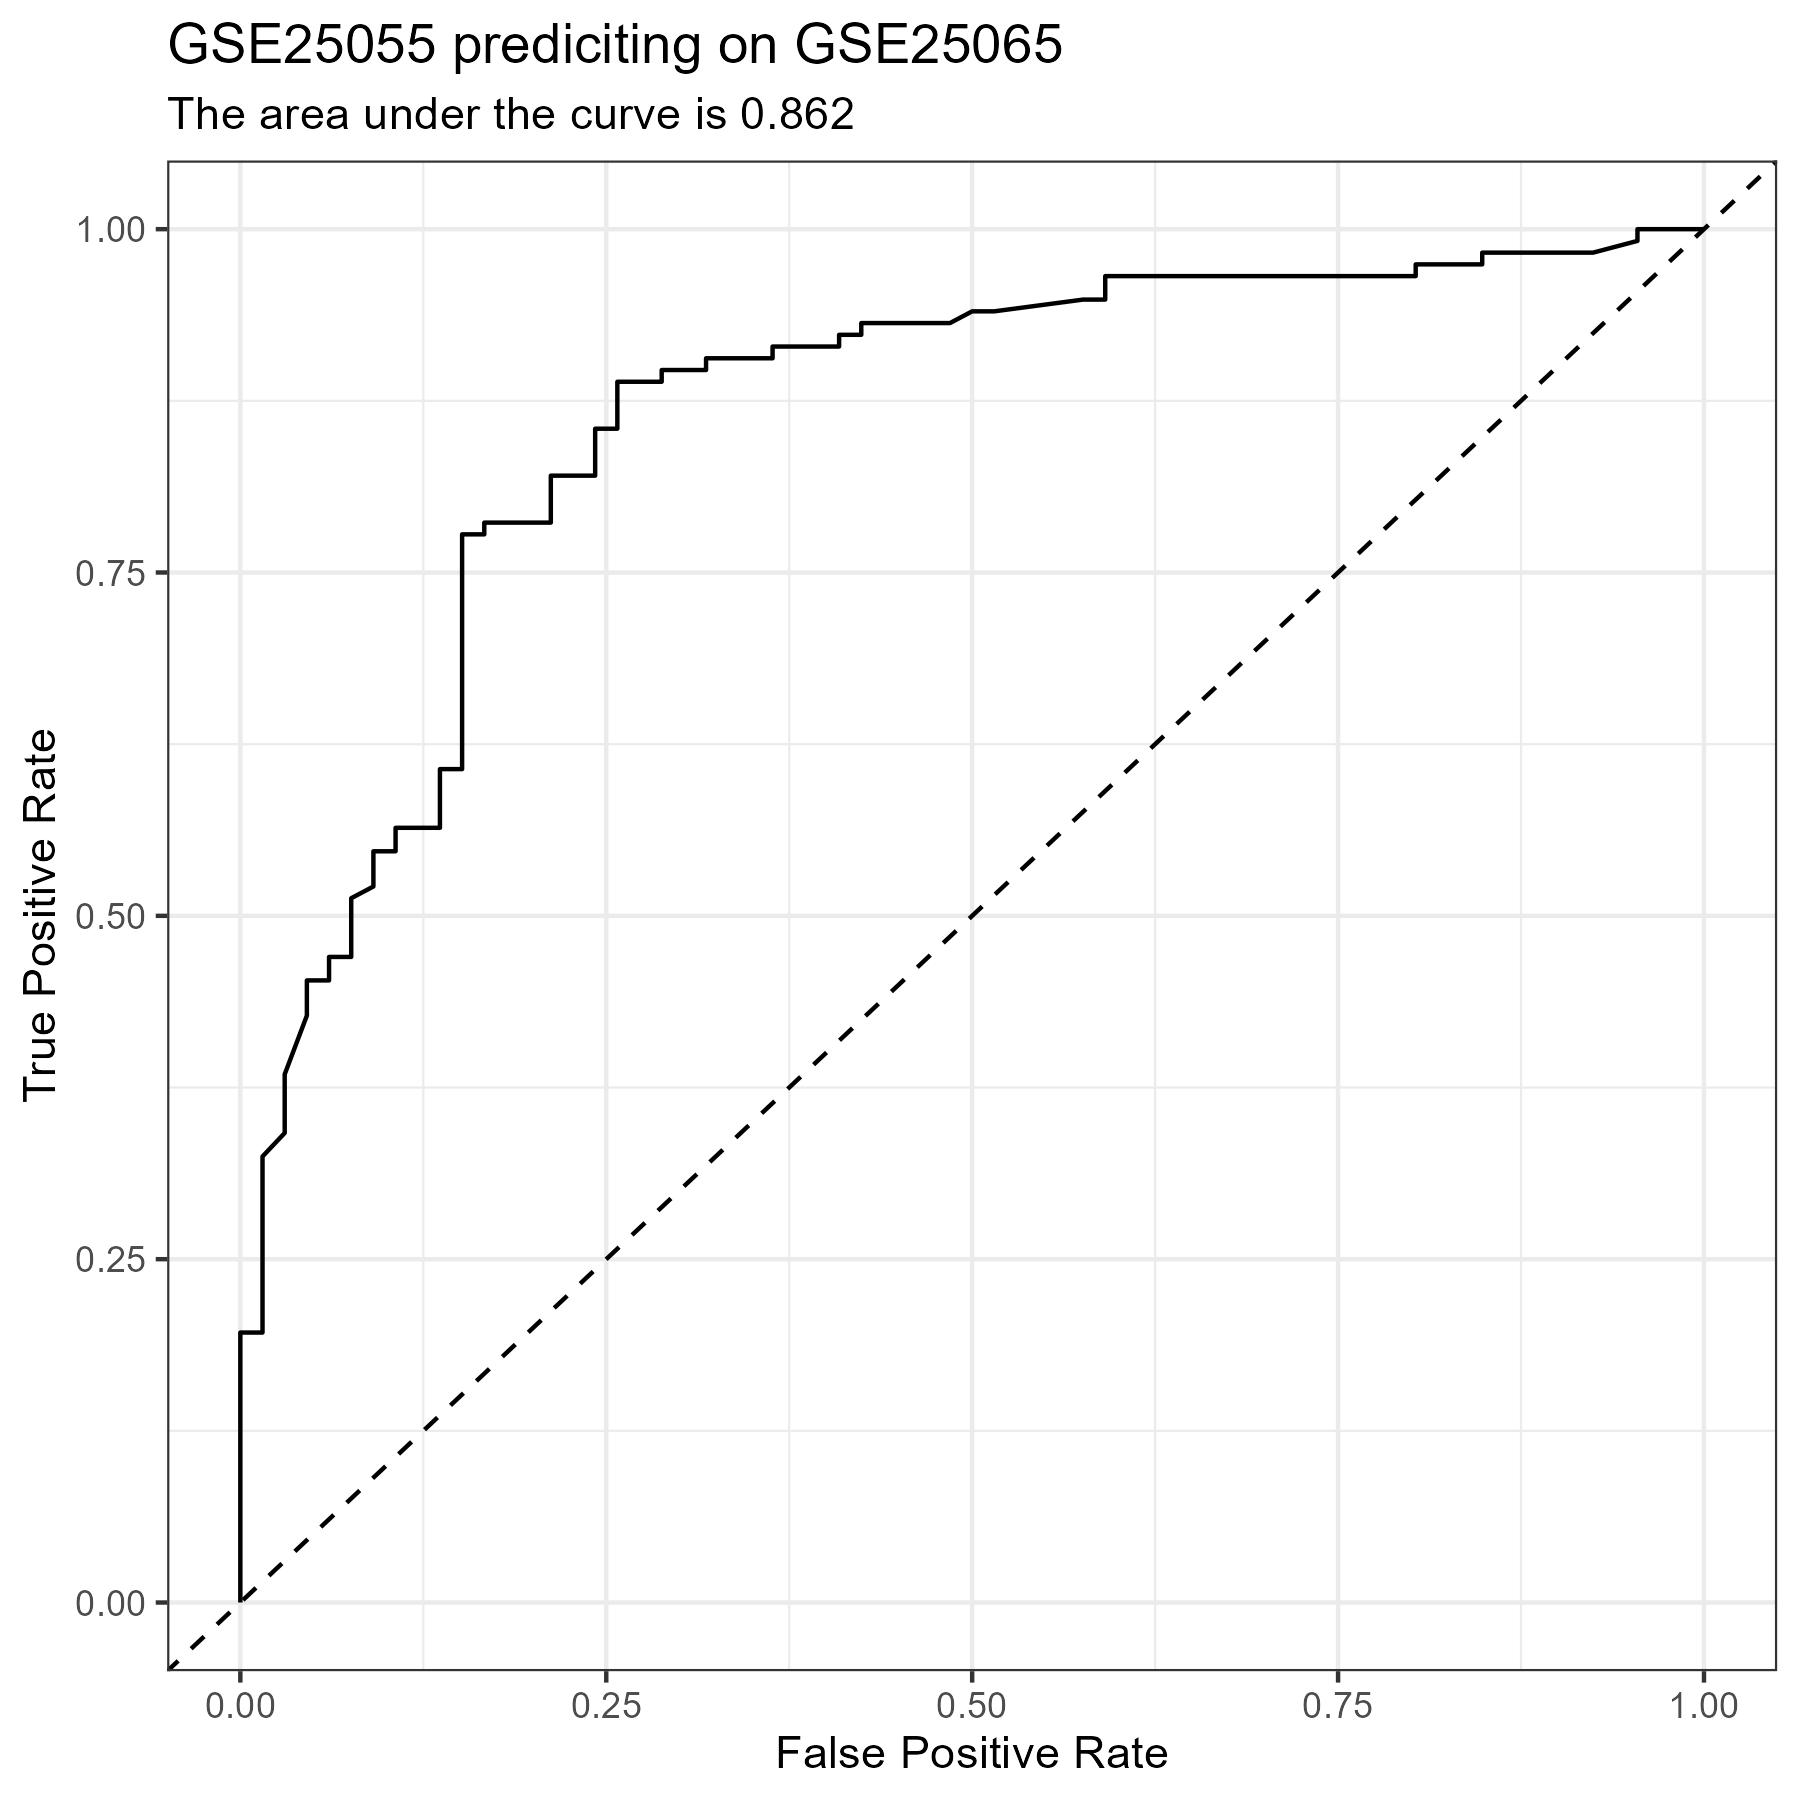 GSE25055 prediciting on GSE25065
The area under the curve is 0.862
1.00
0.75
0.50
0.25
0.00
True Positive Rate
0.00 0.25 0.50 0.75 1.00
False Positive Rate